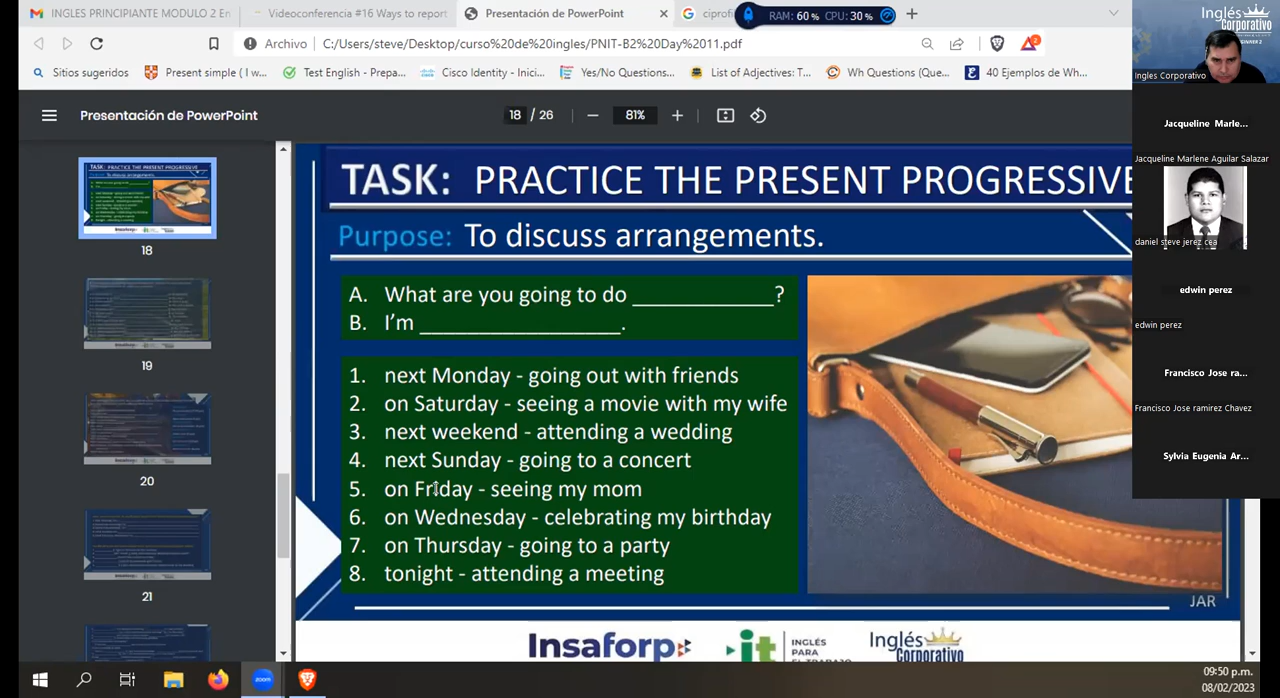 INGLES PRINCIPIANTE MODULO 2 En
Videoconferencia #16 Ways to report
Presentación de PowerPoint
ciprofl
RAM: 60 % CPU: 30 %
Archivo
C:/Users/steve/Desktop/curso%20de%20ingles/PNIT-B2%20Day%2011.pdf
2
Sitios sugeridos
Present simple ( I w...
Test English - Prepa...
Cisco Identity - Inici...
Yes/No Questions...
List of Adjectives: T...
Wh Questions (Que...
40 Ejemplos de Wh...
Presentación de PowerPoint
18 / 26
81%
18
19
20
21
TASK: PRACTICE THE PRESENT PROGRESSIVE
Purpose: To discuss arrangements.
A. What are you going to do _____________?
B. I'm ___________________.
1. next Monday - going out with friends
2. on Saturday - seeing a movie with my wife
3. next weekend - attending a wedding
4. next Sunday - going to a concert
5. on Friday - seeing my mom
6. on Wednesday - celebrating my birthday
7. on Thursday - going to a party
8. tonight - attending a meeting
JAR
Insaforp
it
INGLÉS
PARA
EL TRABAJO
Inglés
Corporativo
Inglés
Corporativo
Ingles Corporativo
Jacqueline Marle...
Jacqueline Marlene Aguilar Salazar
daniel steve jerez cea
edwin perez
edwin perez
Francisco Jose ra...
Francisco Jose ramirez Chavez
Sylvia Eugenia Ar...
zoom
09:50 p.m.
08/02/2023